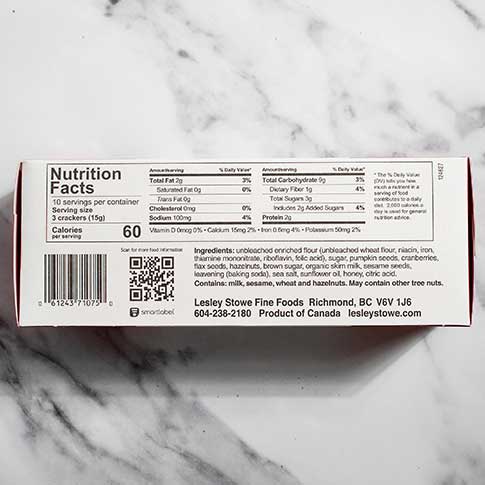 Nutrition
Facts
10 servings per container
Serving size
3 crackers (15g)
Calories
per serving
60
Amount/serving % Daily Value*
Total Fat 2g 3%
Saturated Fat 0g 0%
Trans Fat 0g
Cholesterol 0mg 0%
Sodium 100mg 4%
Amount/serving % Daily Value*
Total Carbohydrate 9g 3%
Dietary Fiber 1g 4%
Total Sugars 3g
Includes 2g Added Sugars 4%
Protein 2g
Vitamin D 0mcg 0% • Calcium 15mg 2% • Iron 0.6mg 4% • Potassium 50mg 2%
* The % Daily Value
(DV) tells you how
much a nutrient in a
serving of food
contributes to a daily
diet. 2,000 calories a
day is used for general
nutrition advice.
Scan for more food information
smartlabel
0 61243 71075 0
Ingredients: unbleached enriched flour (unbleached wheat flour, niacin, iron,
thiamine mononitrate, riboflavin, folic acid), sugar, pumpkin seeds, cranberries,
flax seeds, hazelnuts, brown sugar, organic skim milk, sesame seeds,
leavening (baking soda), sea salt, sunflower oil, honey, citric acid.
Contains: milk, sesame, wheat and hazelnuts. May contain other tree nuts.
Lesley Stowe Fine Foods Richmond, BC V6V 1J6
604-238-2180 Product of Canada lesleystowe.com